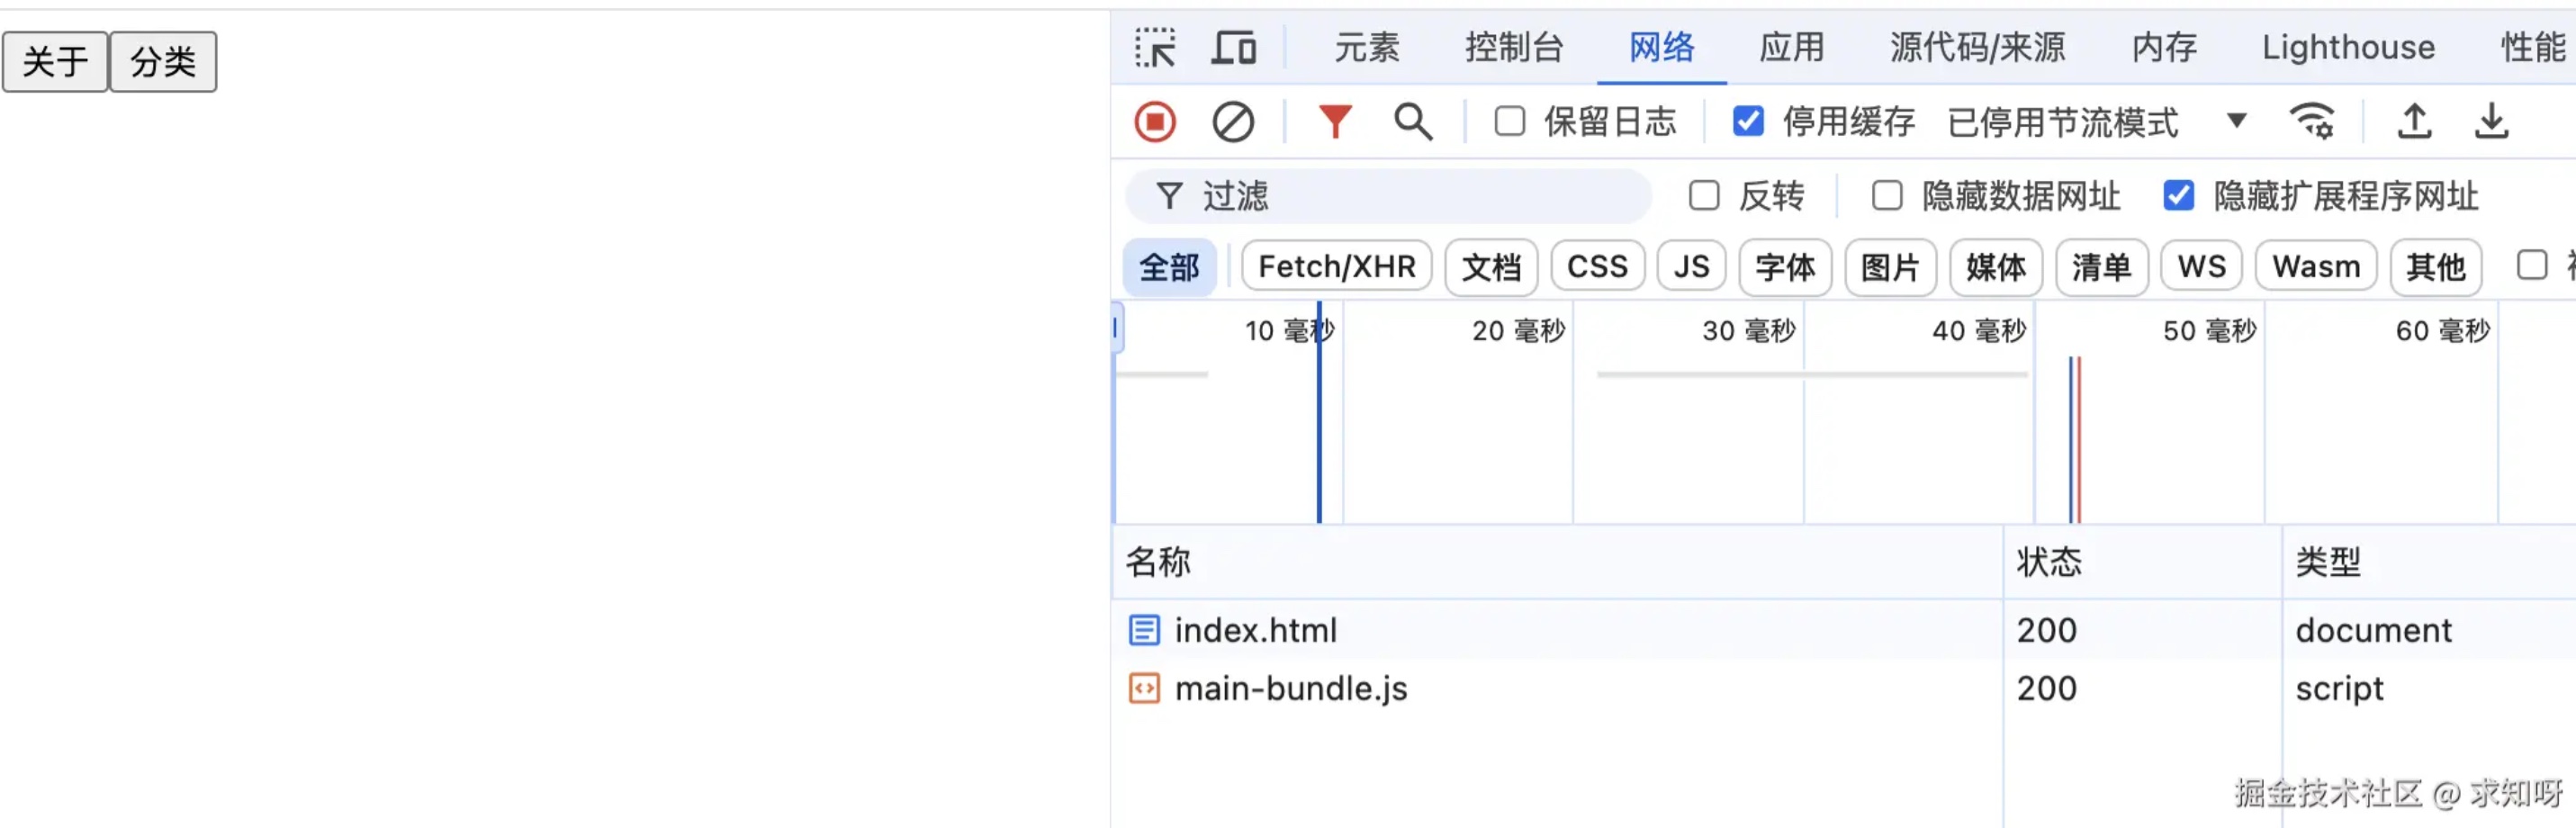 关于 分类
元素 控制台 网络 应用 源代码/来源 内存 Lighthouse 性能
保留日志 停用缓存 已停用节流模式
过滤 反转 隐藏数据网址 隐藏扩展程序网址
全部 Fetch/XHR 文档 CSS JS 字体 图片 媒体 清单 WS Wasm 其他
10 毫秒 20 毫秒 30 毫秒 40 毫秒 50 毫秒 60 毫秒
名称 状态 类型
index.html 200 document
main-bundle.js 200 script
掘金技术社区 @ 求知呀